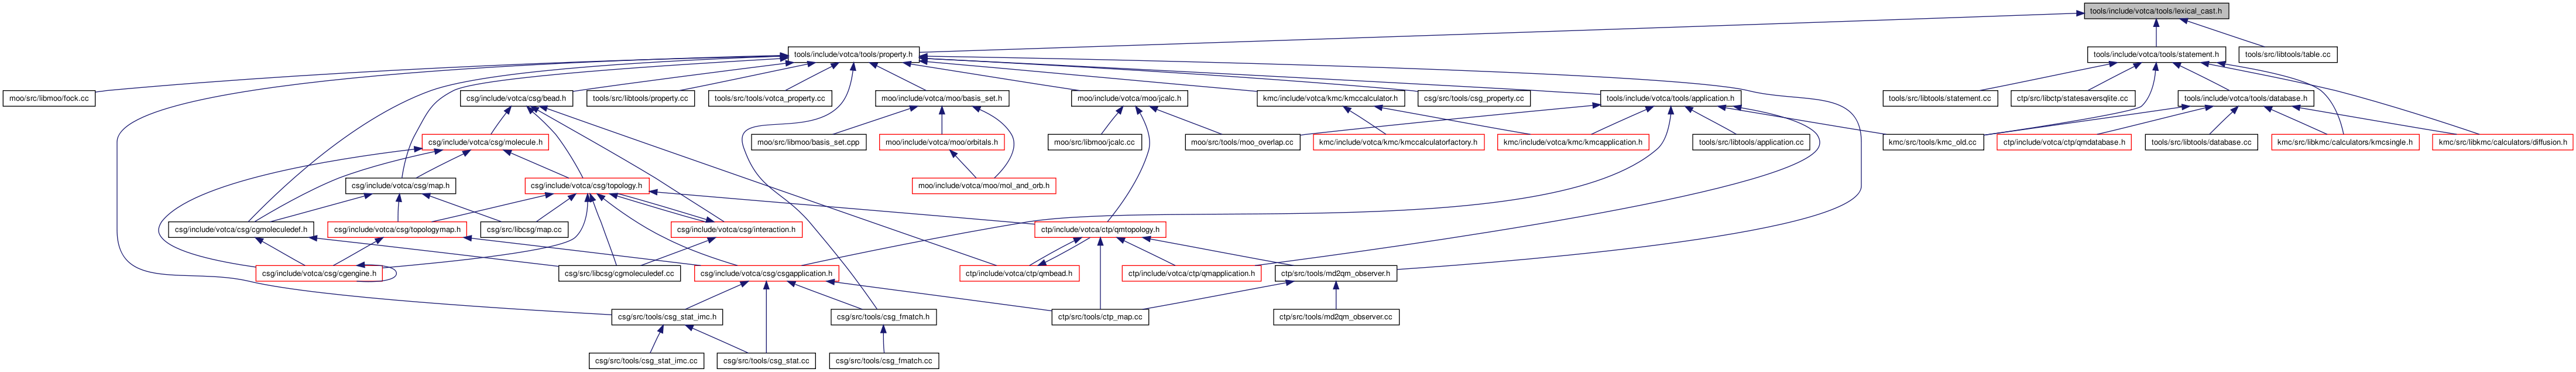 tools/include/votca/tools/lexical_cast.h
tools/include/votca/tools/property.h
tools/include/votca/tools/statement.h
tools/src/libtools/table.cc
moo/src/libmoo/fock.cc
csg/include/votca/csg/bead.h
tools/src/libtools/property.cc
tools/src/tools/votca_property.cc
moo/include/votca/moo/basis_set.h
moo/include/votca/moo/jcalc.h
kmc/include/votca/kmc/kmccalculator.h
csg/src/tools/csg_property.cc
tools/include/votca/tools/application.h
tools/src/libtools/statement.cc
ctp/src/libctp/statesaversqlite.cc
tools/include/votca/tools/database.h
csg/include/votca/csg/molecule.h
moo/src/libmoo/basis_set.cpp
moo/include/votca/moo/orbitals.h
moo/src/libmoo/jcalc.cc
moo/src/tools/moo_overlap.cc
kmc/include/votca/kmc/kmccalculatorfactory.h
kmc/include/votca/kmc/kmcapplication.h
tools/src/libtools/application.cc
kmc/src/tools/kmc_old.cc
ctp/include/votca/ctp/qmdatabase.h
tools/src/libtools/database.cc
kmc/src/libkmc/calculators/kmcsingle.h
kmc/src/libkmc/calculators/diffusion.h
csg/include/votca/csg/map.h
csg/include/votca/csg/topology.h
moo/include/votca/moo/mol_and_orb.h
csg/include/votca/csg/cgmoleculedef.h
csg/include/votca/csg/topologymap.h
csg/src/libcsg/map.cc
csg/include/votca/csg/interaction.h
ctp/include/votca/ctp/qmtopology.h
csg/include/votca/csg/cgengine.h
csg/src/libcsg/cgmoleculedef.cc
csg/include/votca/csg/csgapplication.h
ctp/include/votca/ctp/qmbead.h
ctp/include/votca/ctp/qmapplication.h
ctp/src/tools/md2qm_observer.h
csg/src/tools/csg_stat_imc.h
csg/src/tools/csg_fmatch.h
ctp/src/tools/ctp_map.cc
ctp/src/tools/md2qm_observer.cc
csg/src/tools/csg_stat_imc.cc
csg/src/tools/csg_stat.cc
csg/src/tools/csg_fmatch.cc